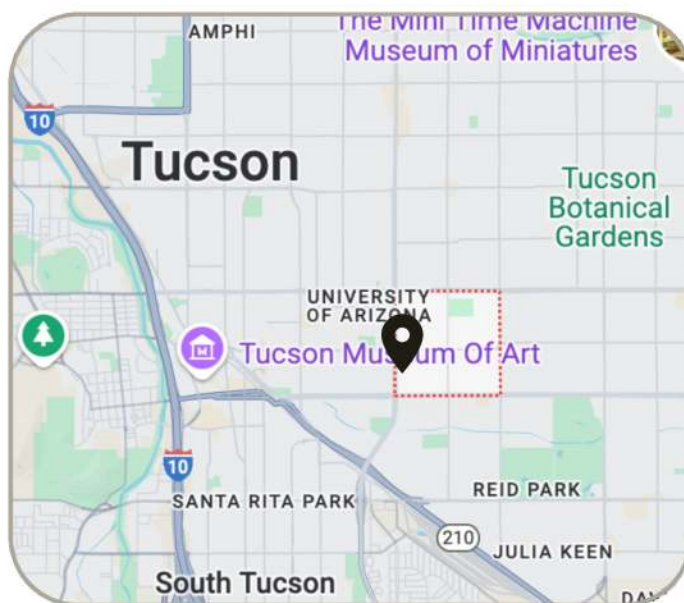 The Mini Time Machine
Museum of Miniatures
AMPHI
10
Tucson
Tucson
Botanical
Gardens
UNIVERSITY
OF ARIZONA
Tucson Museum Of Art
10
SANTA RITA PARK
REID PARK
210
JULIA KEEN
South Tucson